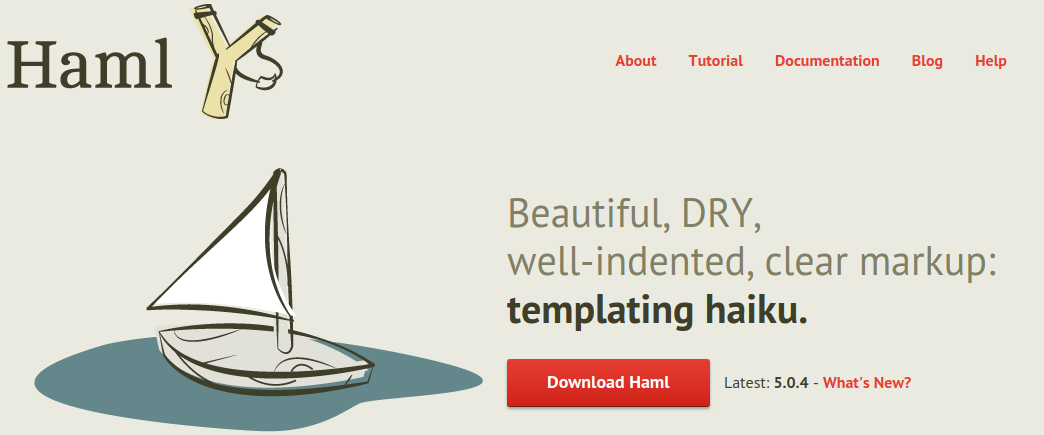 Haml
About Tutorial Documentation Blog Help
Beautiful, DRY,
well-indented, clear markup:
templating haiku.
Download Haml Latest: 5.0.4 - What's New?